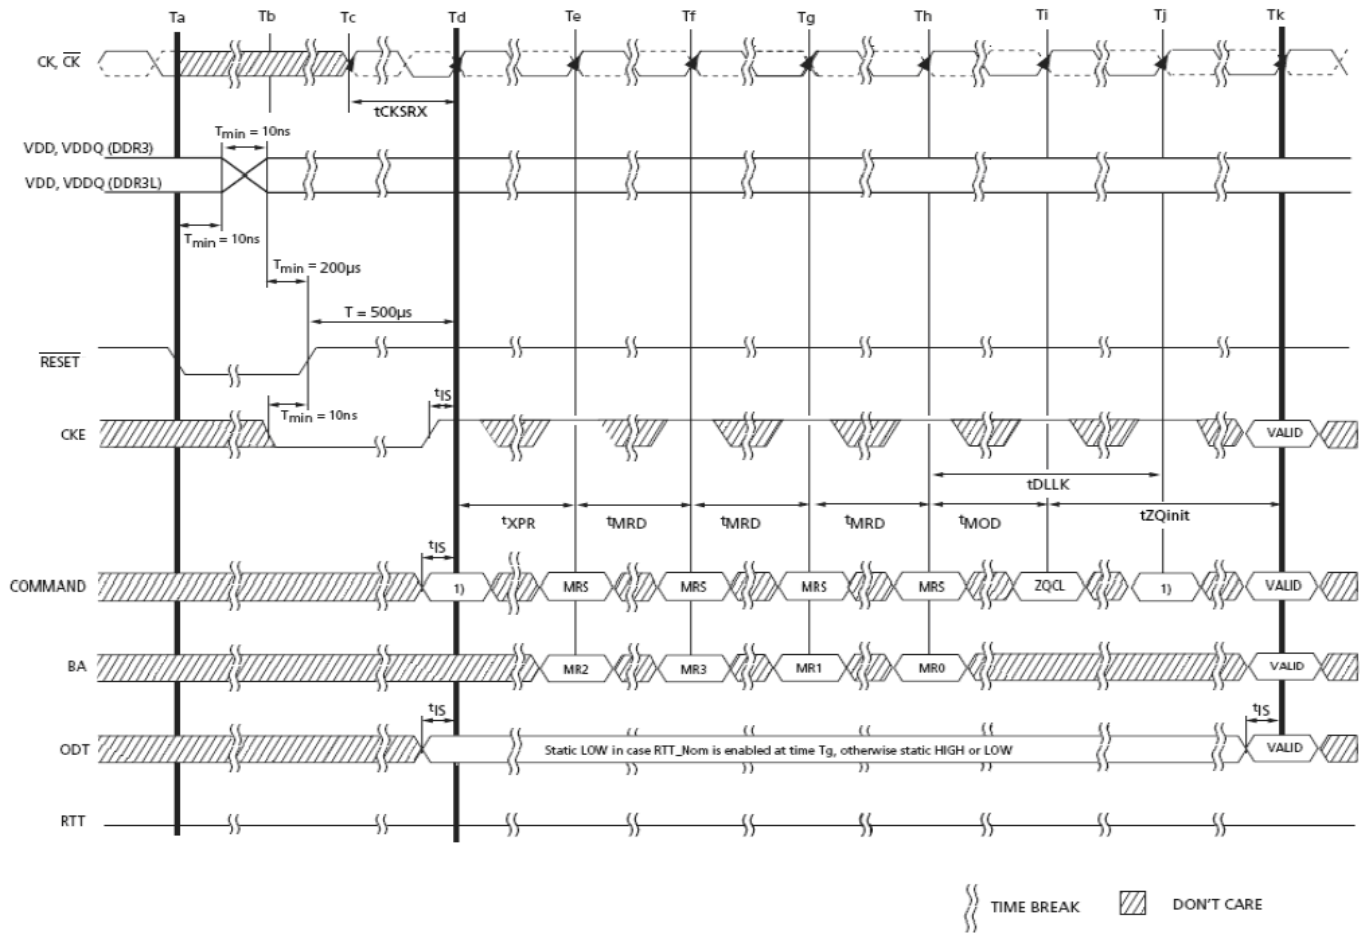 Ta Tb Tc Td Te Tf Tg Th Ti Tj Tk
CK, CK
tCKSRX
Tmin = 10ns
VDD, VDDQ (DDR3)
VDD, VDDQ (DDR3L)
Tmin = 10ns
Tmin = 200µs
T = 500µs
RESET
tIS
Tmin = 10ns
CKE
VALID
tDLLK
tXPR tMRD tMRD tMRD tMOD tZQinit
tIS
COMMAND 1) MRS MRS MRS MRS ZQCL 1) VALID
BA MR2 MR3 MR1 MR0 VALID
tIS tIS
ODT Static LOW in case RTT_Nom is enabled at time Tg, otherwise static HIGH or LOW VALID
RTT
TIME BREAK DON'T CARE